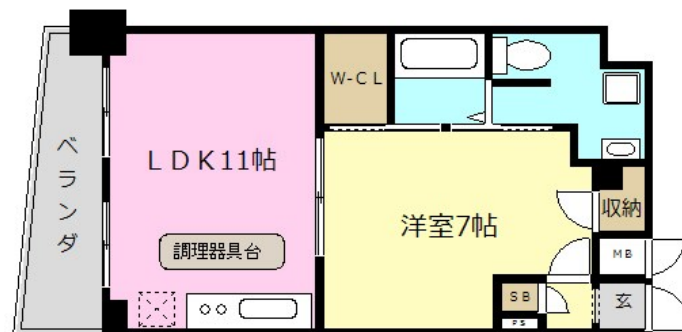 ベランダ
LDK11帖
調理器具台
W-CL
洋室7帖
収納
MB
SB
PS
玄